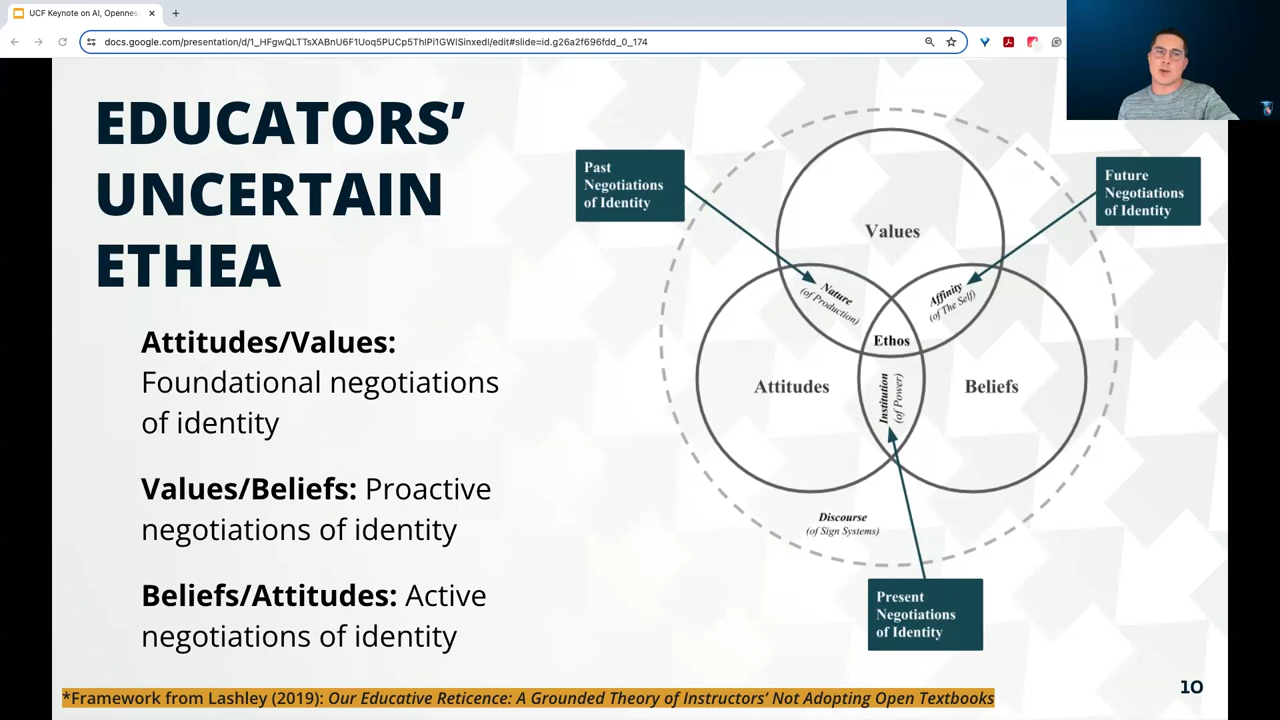 UCF Keynote on AI, Openness
docs.google.com/presentation/d/1_HFgwQLTTsXABnU6F1Uoq5PUCp5ThlPi1GWISinxedI/edit#slide=id.g26a2f696fdd_0_174
EDUCATORS’
UNCERTAIN
ETHEA
Attitudes/Values:
Foundational negotiations
of identity
Values/Beliefs: Proactive
negotiations of identity
Beliefs/Attitudes: Active
negotiations of identity
Past
Negotiations
of Identity
Future
Negotiations
of Identity
Values
Nature
(of Production)
Affinity
(of The Self)
Ethos
Attitudes
Institution
(of Power)
Beliefs
Discourse
(of Sign Systems)
Present
Negotiations
of Identity
*Framework from Lashley (2019): Our Educative Reticence: A Grounded Theory of Instructors’ Not Adopting Open Textbooks
10